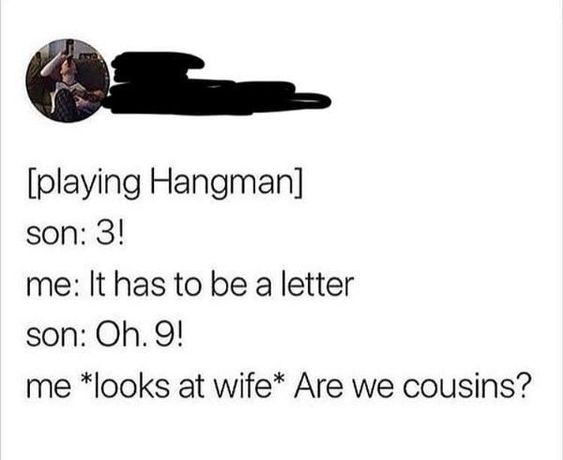 [playing Hangman]
son: 3!
me: It has to be a letter
son: Oh. 9!
me *looks at wife* Are we cousins?